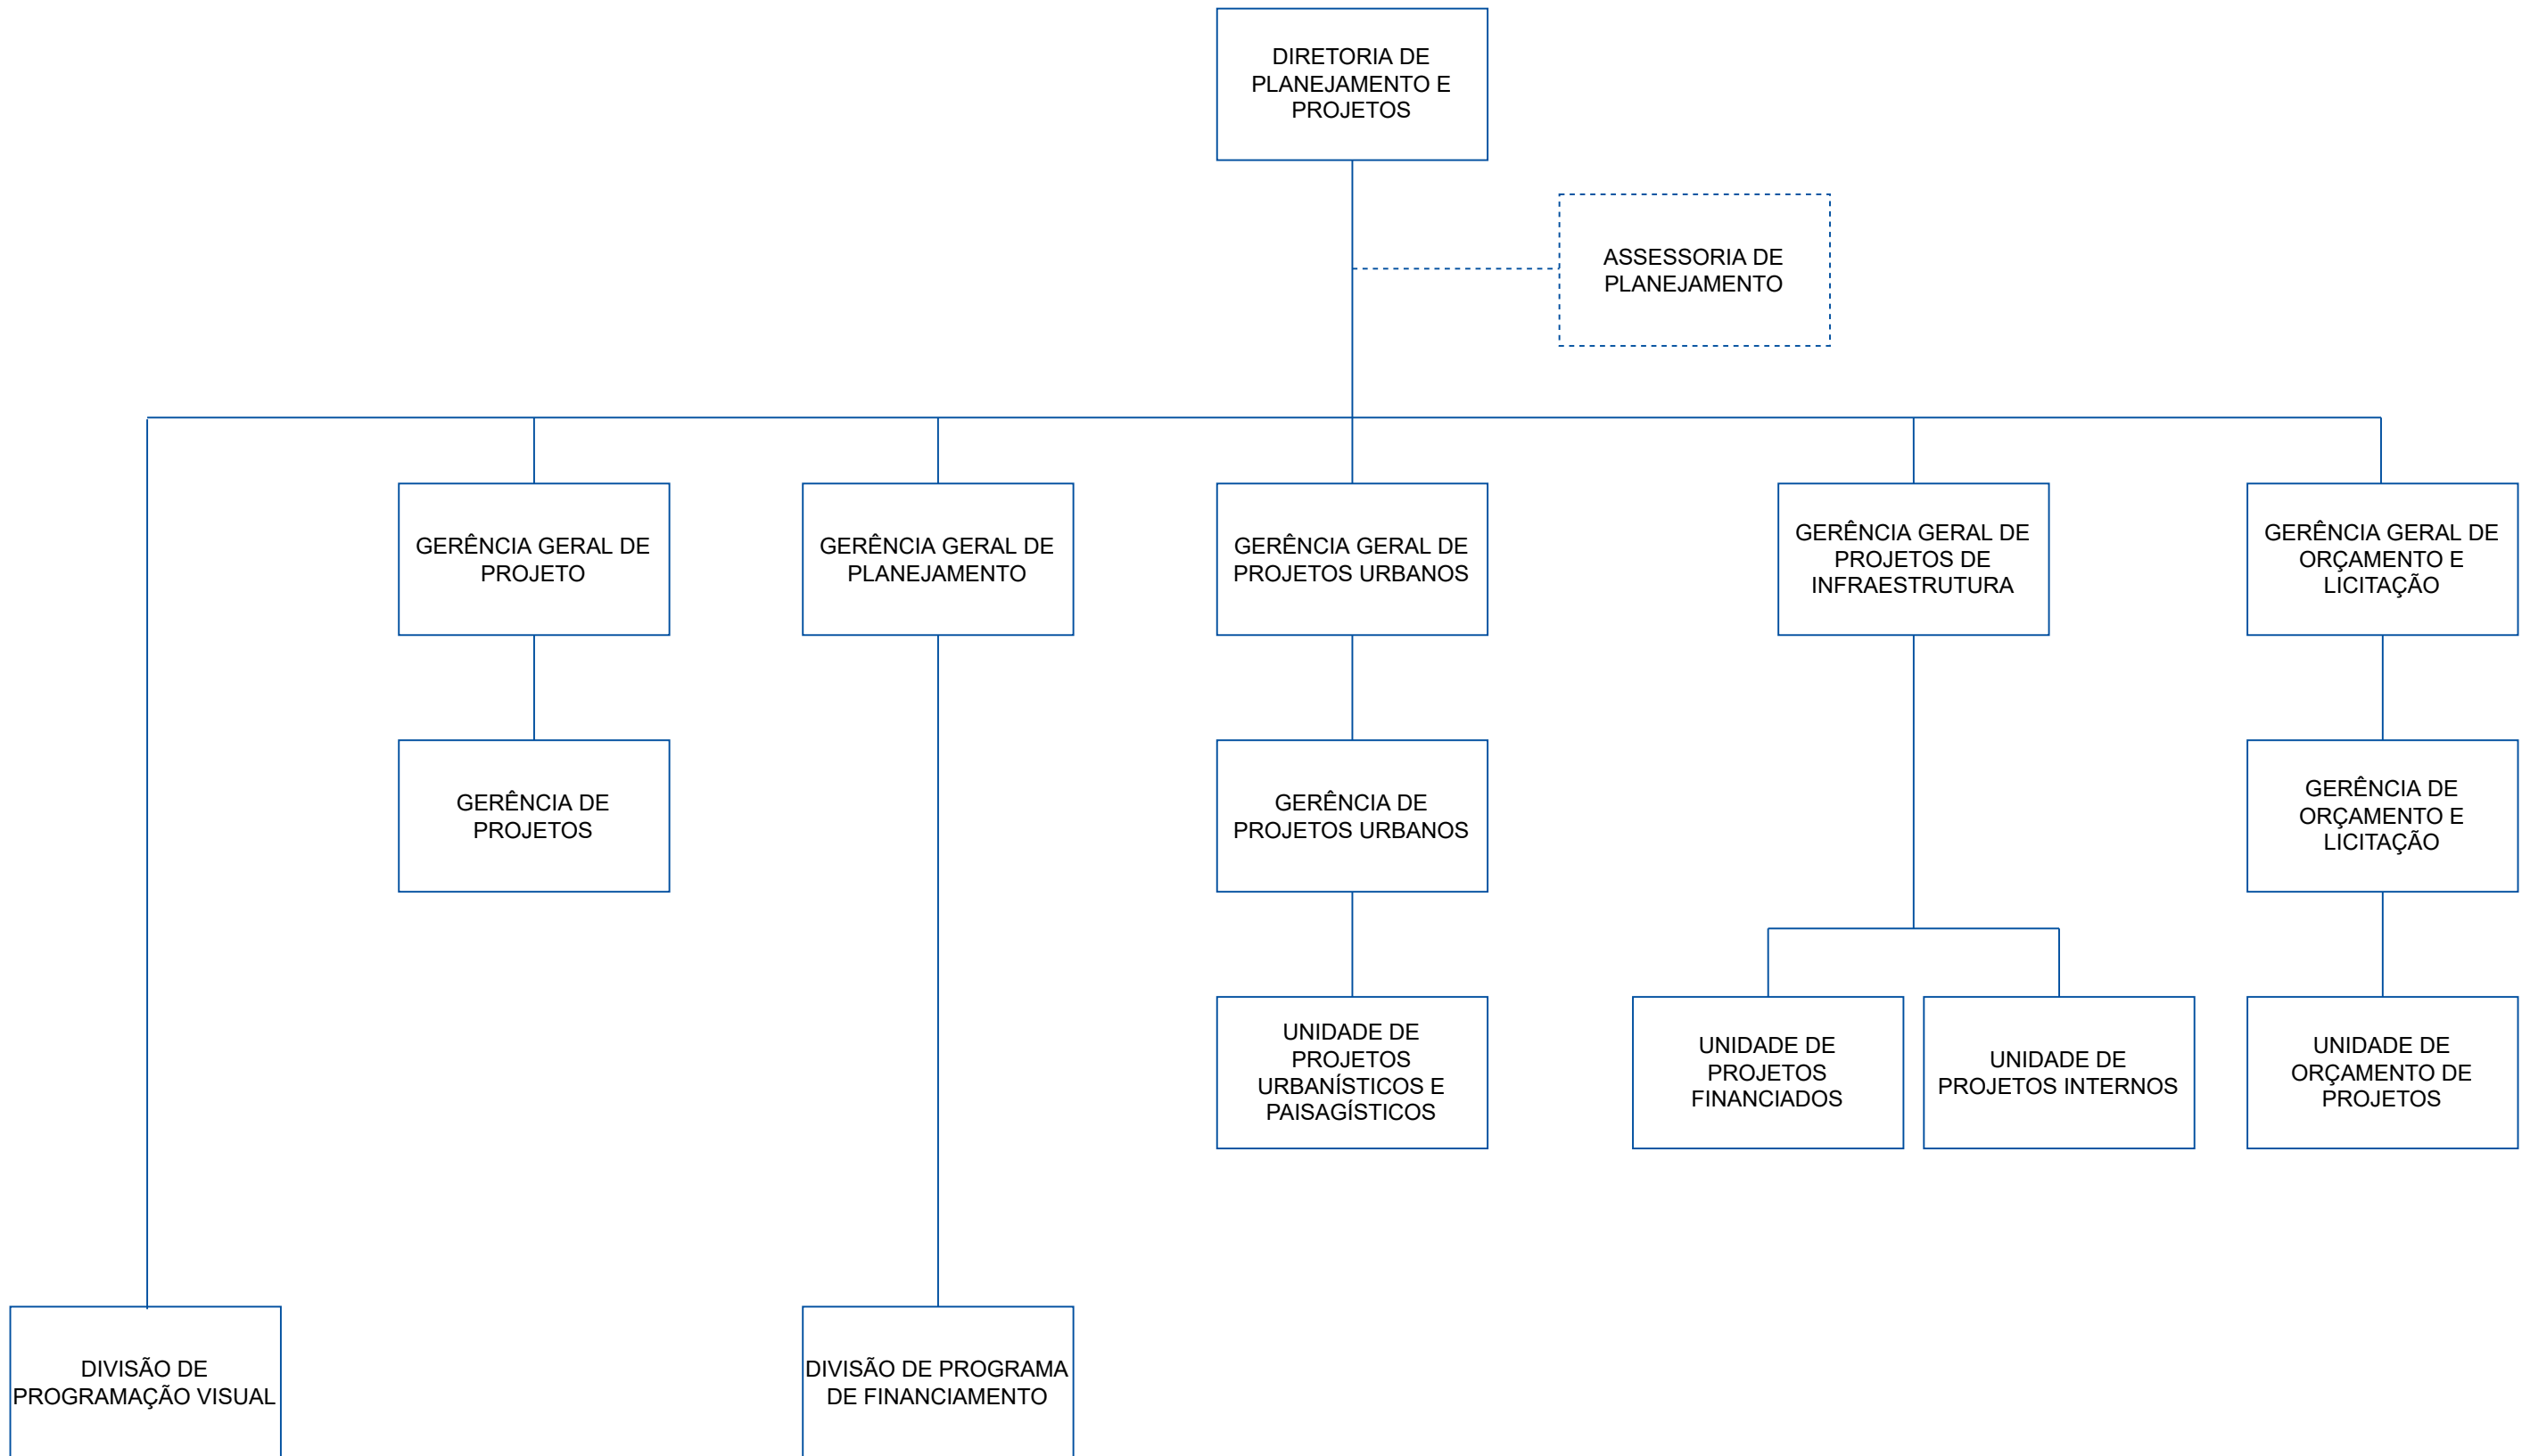 DIRETORIA DE
PLANEJAMENTO E
PROJETOS
ASSESSORIA DE
PLANEJAMENTO
GERÊNCIA GERAL DE
PROJETO
GERÊNCIA GERAL DE
PLANEJAMENTO
GERÊNCIA GERAL DE
PROJETOS URBANOS
GERÊNCIA GERAL DE
PROJETOS DE
INFRAESTRUTURA
GERÊNCIA GERAL DE
ORÇAMENTO E
LICITAÇÃO
GERÊNCIA DE
PROJETOS
GERÊNCIA DE
PROJETOS URBANOS
GERÊNCIA DE
ORÇAMENTO E
LICITAÇÃO
UNIDADE DE
PROJETOS
URBANÍSTICOS E
PAISAGÍSTICOS
UNIDADE DE
PROJETOS
FINANCIADOS
UNIDADE DE
PROJETOS INTERNOS
UNIDADE DE
ORÇAMENTO DE
PROJETOS
DIVISÃO DE
PROGRAMAÇÃO VISUAL
DIVISÃO DE PROGRAMA
DE FINANCIAMENTO